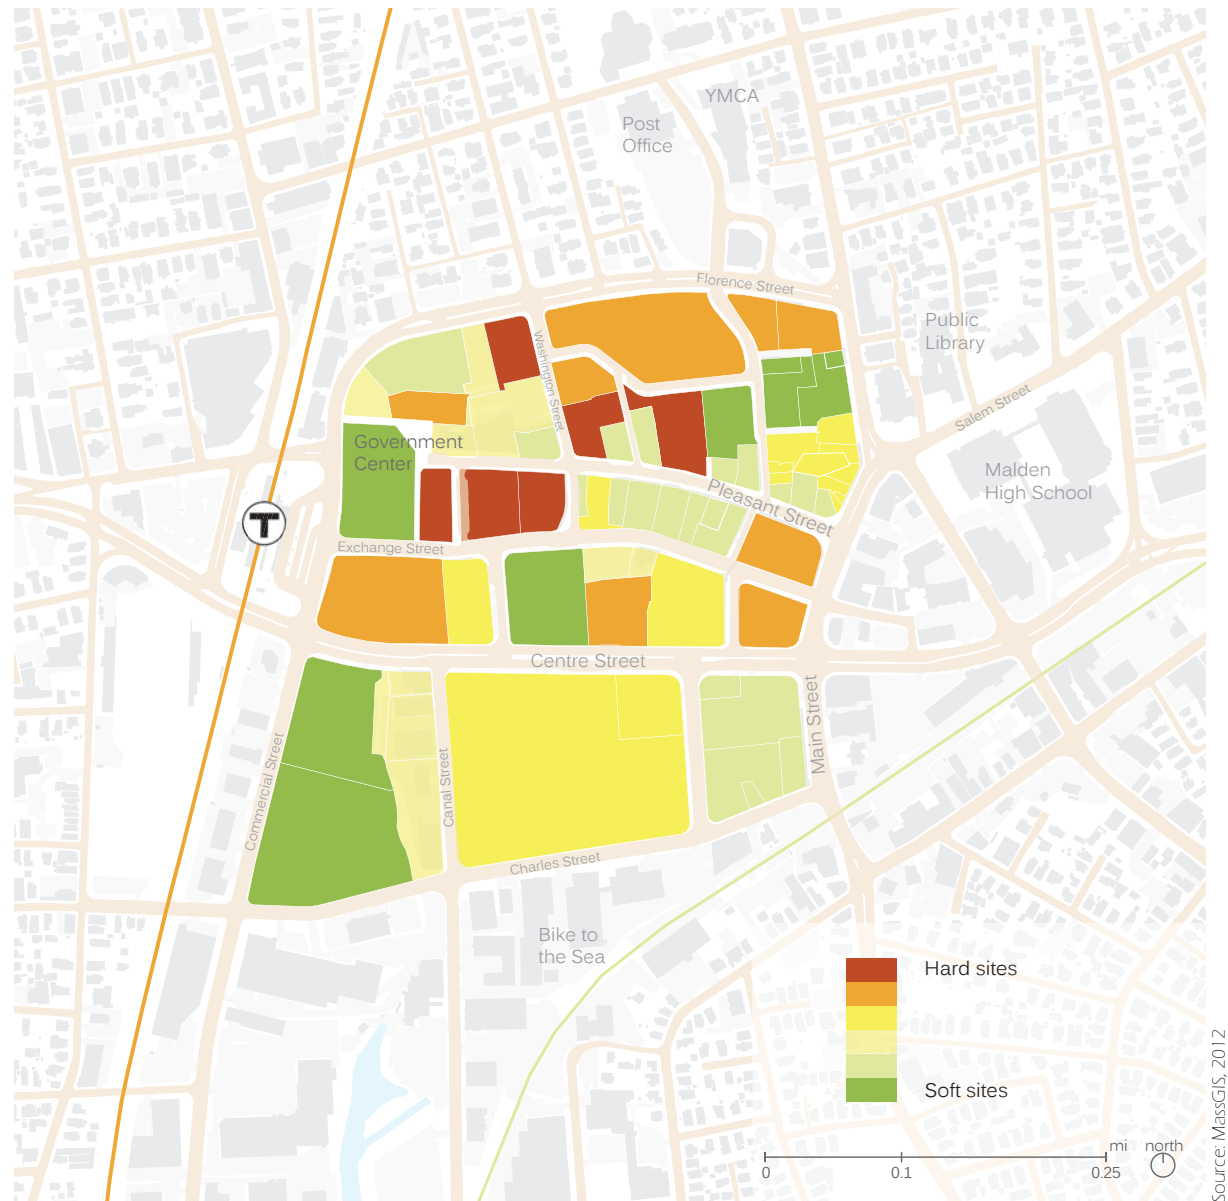 YMCA
Post
Office
Florence Street
Public
Library
Washington Street
Salem Street
Government
Center
Malden
High School
Pleasant Street
T
Exchange Street
Centre Street
Main Street
Commercial Street
Canal Street
Charles Street
Bike to
the Sea
Hard sites
Soft sites
mi
north
0
0.1
0.25
Source: MassGIS, 2012